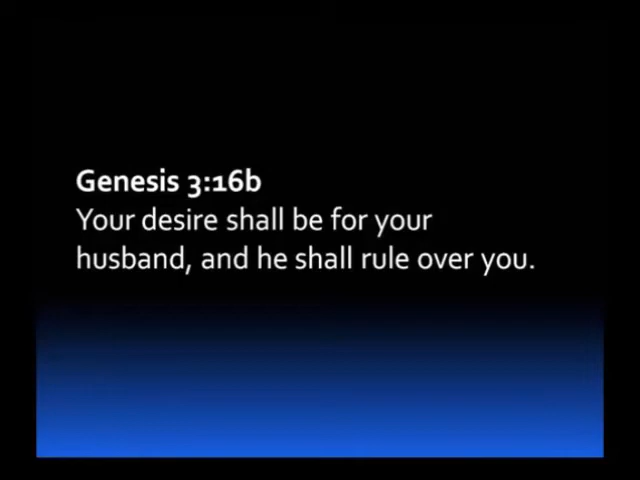 Genesis 3:16b
Your desire shall be for your
husband, and he shall rule over you.